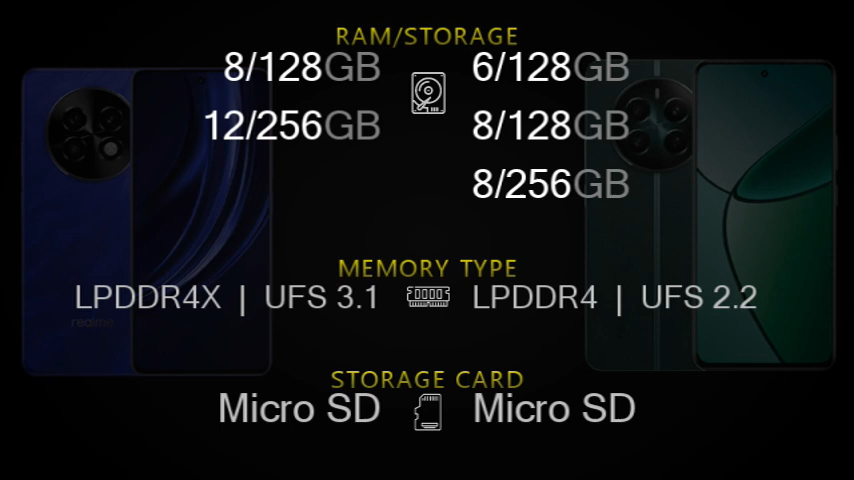 RAM/STORAGE
8/128GB 6/128GB
12/256GB 8/128GB
8/256GB
MEMORY TYPE
LPDDR4X | UFS 3.1 LPDDR4 | UFS 2.2
realme
STORAGE CARD
Micro SD Micro SD